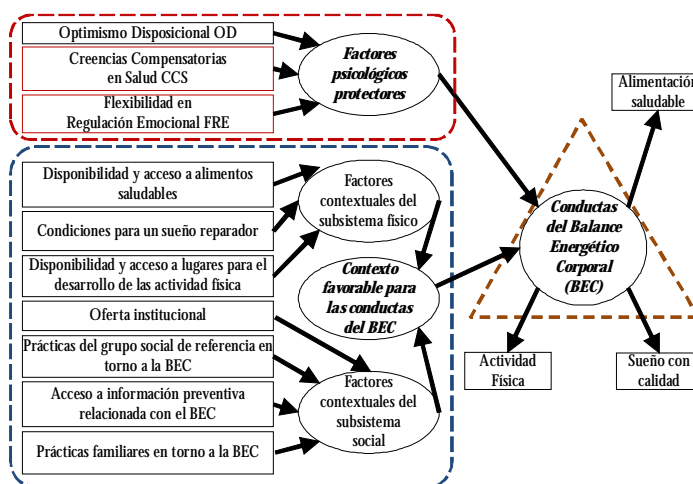 Optimismo Disposicional OD
Creencias Compensatorias
en Salud CCS
Flexibilidad en
Regulación Emocional FRE
Factores
psicológicos
protectores
Disponibilidad y acceso a alimentos
saludables
Condiciones para un sueño reparador
Disponibilidad y acceso a lugares para el
desarrollo de las actividad física
Oferta institucional
Prácticas del grupo social de referencia en
torno a la BEC
Acceso a información preventiva
relacionada con el BEC
Prácticas familiares en torno a la BEC
Factores
contextuales del
subsistema físico
Contexto
favorable para
las conductas
del BEC
Factores
contextuales del
subsistema
social
Conductas
del Balance
Energético
Corporal
(BEC)
Alimentación
saludable
Actividad
Física
Sueño con
calidad